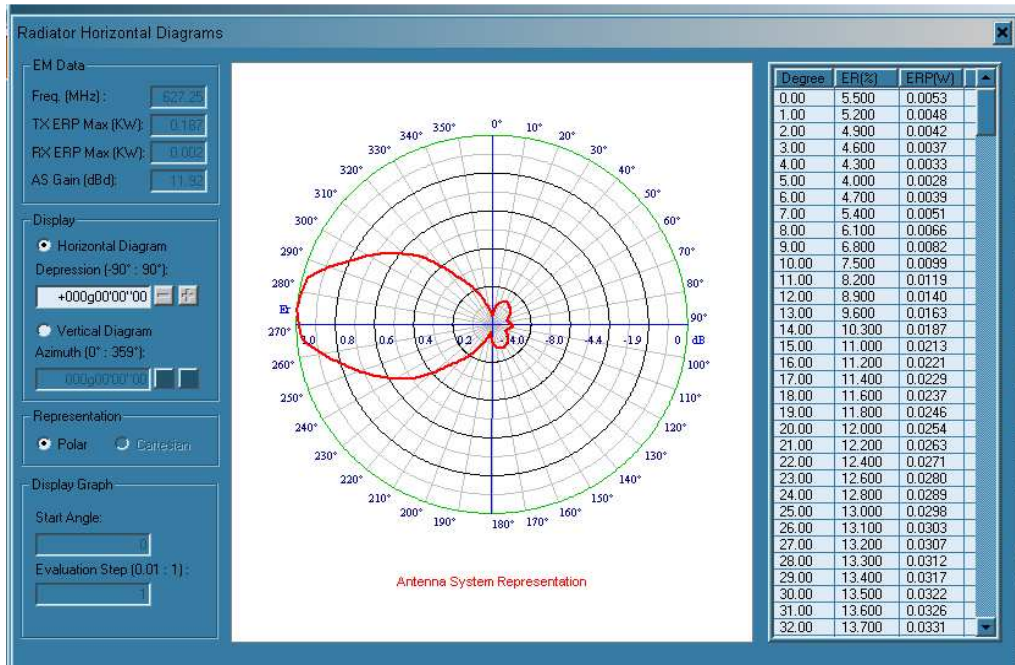 Radiator Horizontal Diagrams
EM Data
Freq. (MHz) : 627.25
TX ERP Max (KW): 0.187
RX ERP Max (KW): 0.002
AS Gain (dBd): 11.92
Display
Horizontal Diagram
Depression (-90° : 90°):
+000g00'00''00
Vertical Diagram
Azimuth (0° : 359°):
000g00'00''00
Representation
Polar Cartesian
Display Graph
Start Angle:
0
Evaluation Step (0.01 : 1) :
1
0°
350° 10°
340° 20°
330° 30°
320° 40°
310° 50°
300° 60°
290° 70°
280° 80°
Er 90°
270° 1.0 0.8 0.6 0.4 0.2 -14.0 -8.0 -4.4 -1.9 0 dB
260° 100°
250° 110°
240° 120°
230° 130°
220° 140°
210° 150°
200° 160°
190° 170°
180°
Antenna System Representation
Degree ER(%) ERP(W)
0.00 5.500 0.0053
1.00 5.200 0.0048
2.00 4.900 0.0042
3.00 4.600 0.0037
4.00 4.300 0.0033
5.00 4.000 0.0028
6.00 4.700 0.0039
7.00 5.400 0.0051
8.00 6.100 0.0066
9.00 6.800 0.0082
10.00 7.500 0.0099
11.00 8.200 0.0119
12.00 8.900 0.0140
13.00 9.600 0.0163
14.00 10.300 0.0187
15.00 11.000 0.0213
16.00 11.200 0.0221
17.00 11.400 0.0229
18.00 11.600 0.0237
19.00 11.800 0.0246
20.00 12.000 0.0254
21.00 12.200 0.0263
22.00 12.400 0.0271
23.00 12.600 0.0280
24.00 12.800 0.0289
25.00 13.000 0.0298
26.00 13.100 0.0303
27.00 13.200 0.0307
28.00 13.300 0.0312
29.00 13.400 0.0317
30.00 13.500 0.0322
31.00 13.600 0.0326
32.00 13.700 0.0331